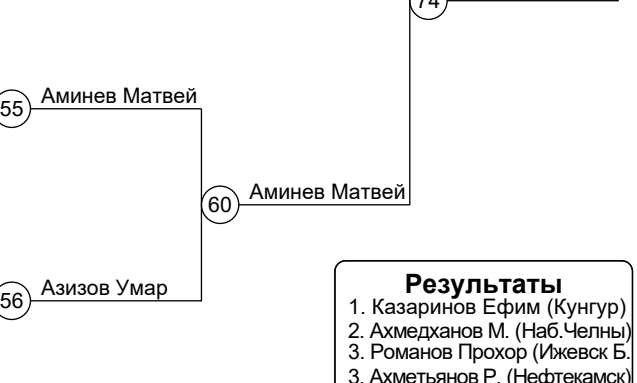 74
Аминев Матвей
55
Аминев Матвей
60
Азизов Умар
56
Результаты
1. Казаринов Ефим (Кунгур)
2. Ахмедханов М. (Наб.Челны)
3. Романов Прохор (Ижевск Б.
3. Ахметьянов Р. (Нефтекамск)